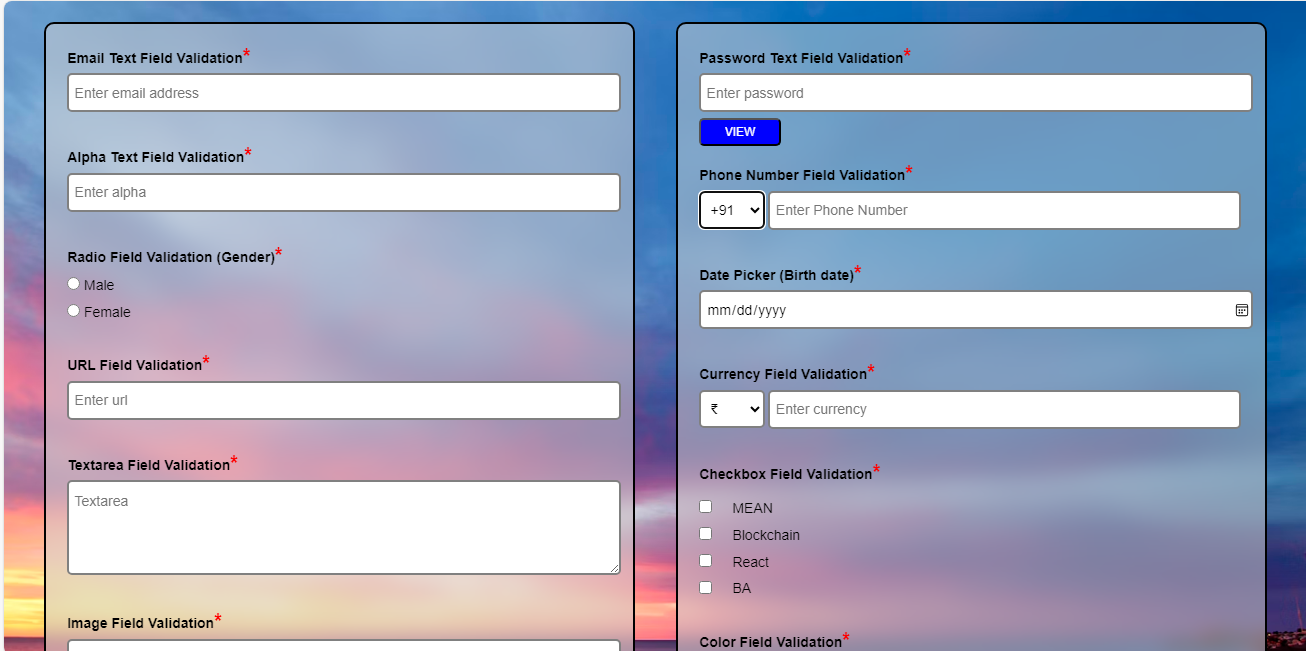 Email Text Field Validation*
Enter email address
Alpha Text Field Validation*
Enter alpha
Radio Field Validation (Gender)*
Male
Female
URL Field Validation*
Enter url
Textarea Field Validation*
Textarea
Image Field Validation*
Password Text Field Validation*
Enter password
VIEW
Phone Number Field Validation*
+91 Enter Phone Number
Date Picker (Birth date)*
mm/dd/yyyy
Currency Field Validation*
₹ Enter currency
Checkbox Field Validation*
MEAN
Blockchain
React
BA
Color Field Validation*